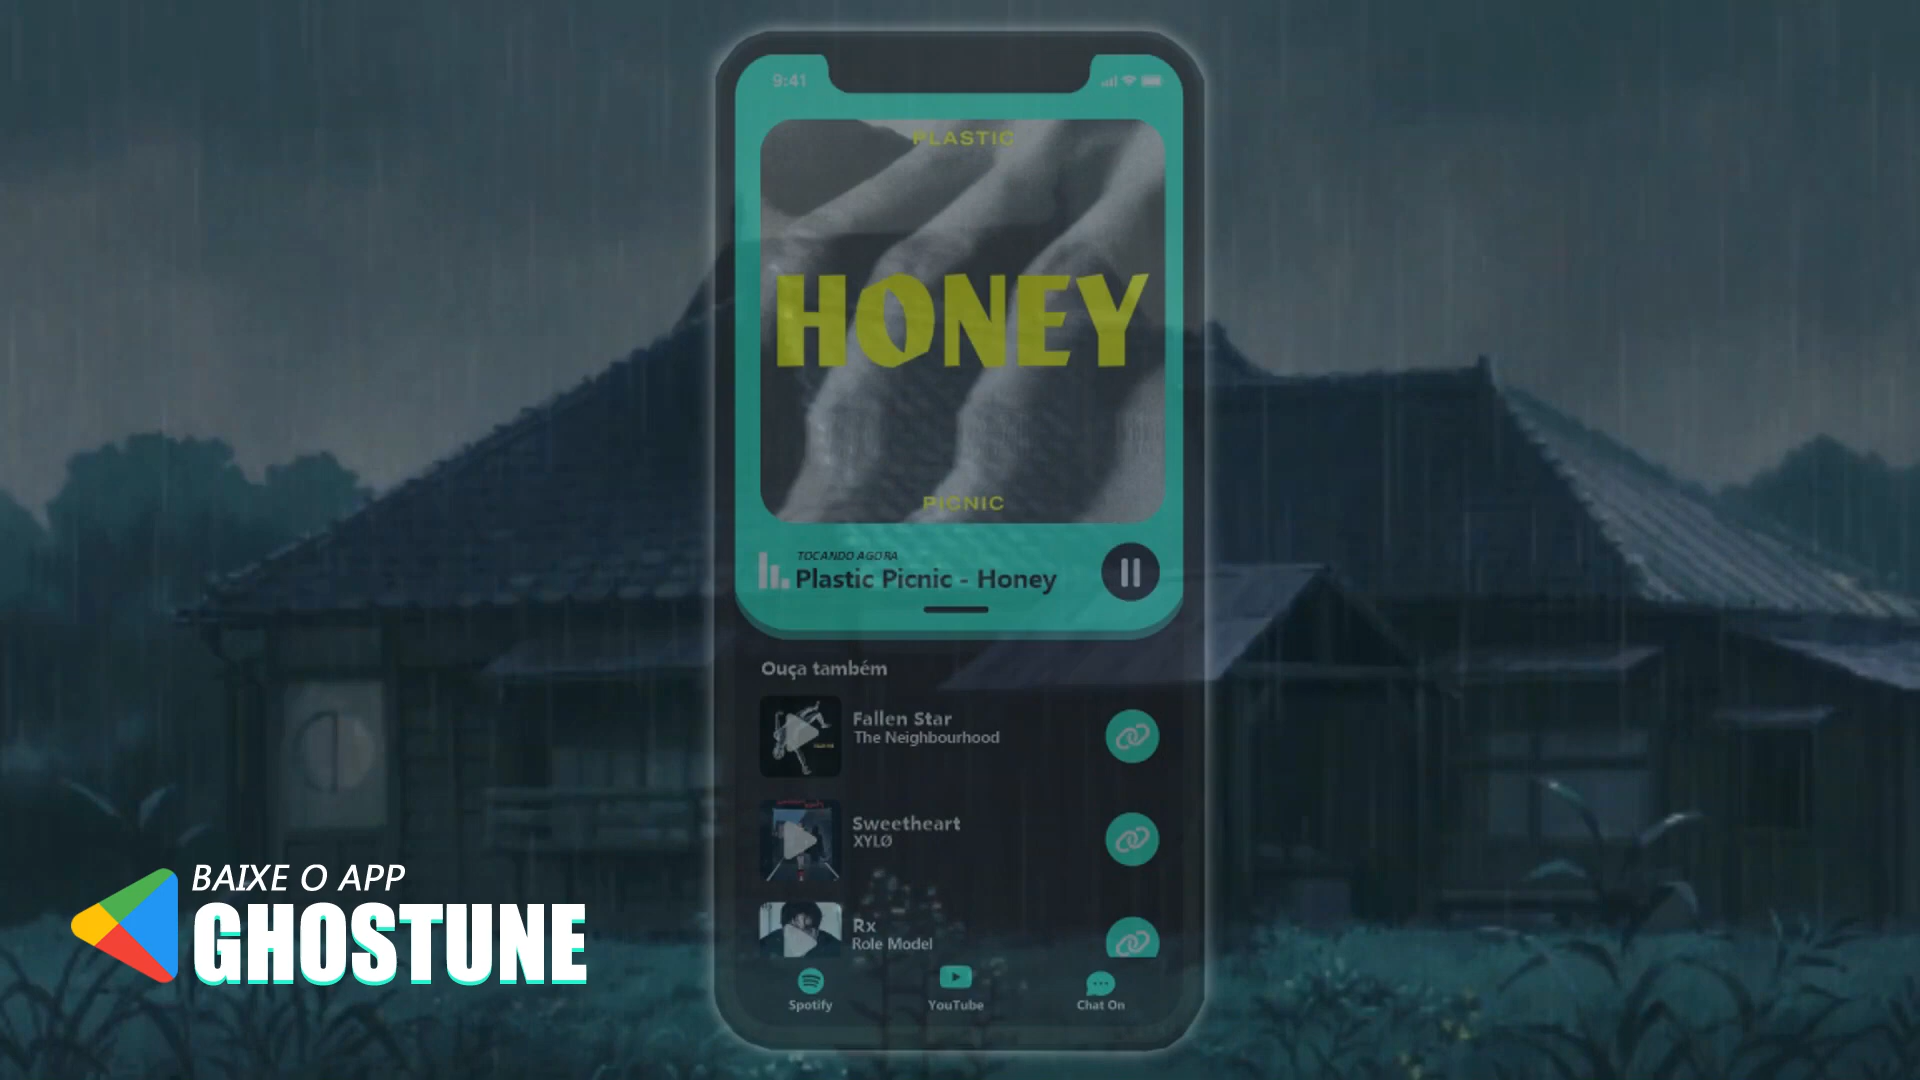 9:41
PLASTIC
HONEY
PICNIC
TOCANDO AGORA
Plastic Picnic - Honey
Ouça também
Fallen Star
The Neighbourhood
Sweetheart
XYLØ
Rx
Role Model
Spotify
YouTube
Chat On
BAIXE O APP
GHOSTUNE